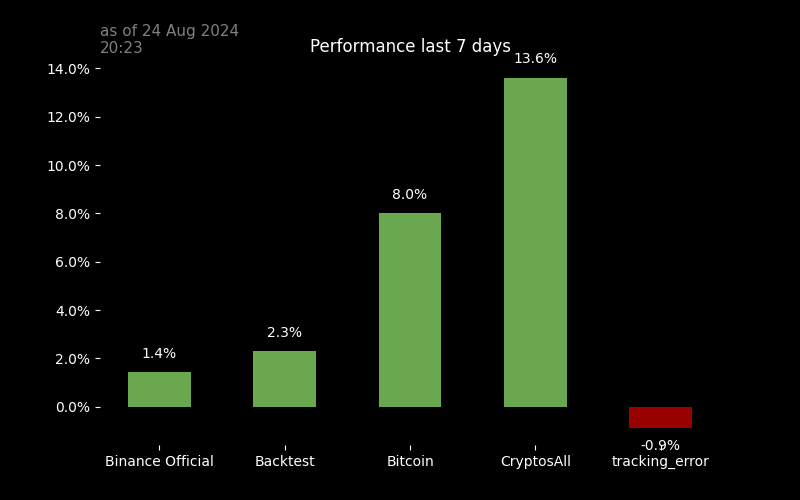 as of 24 Aug 2024
20:23
Performance last 7 days
14.0%
12.0%
10.0%
8.0%
6.0%
4.0%
2.0%
0.0%
1.4%
2.3%
8.0%
13.6%
-0.9%
Binance Official
Backtest
Bitcoin
CryptosAll
tracking_error